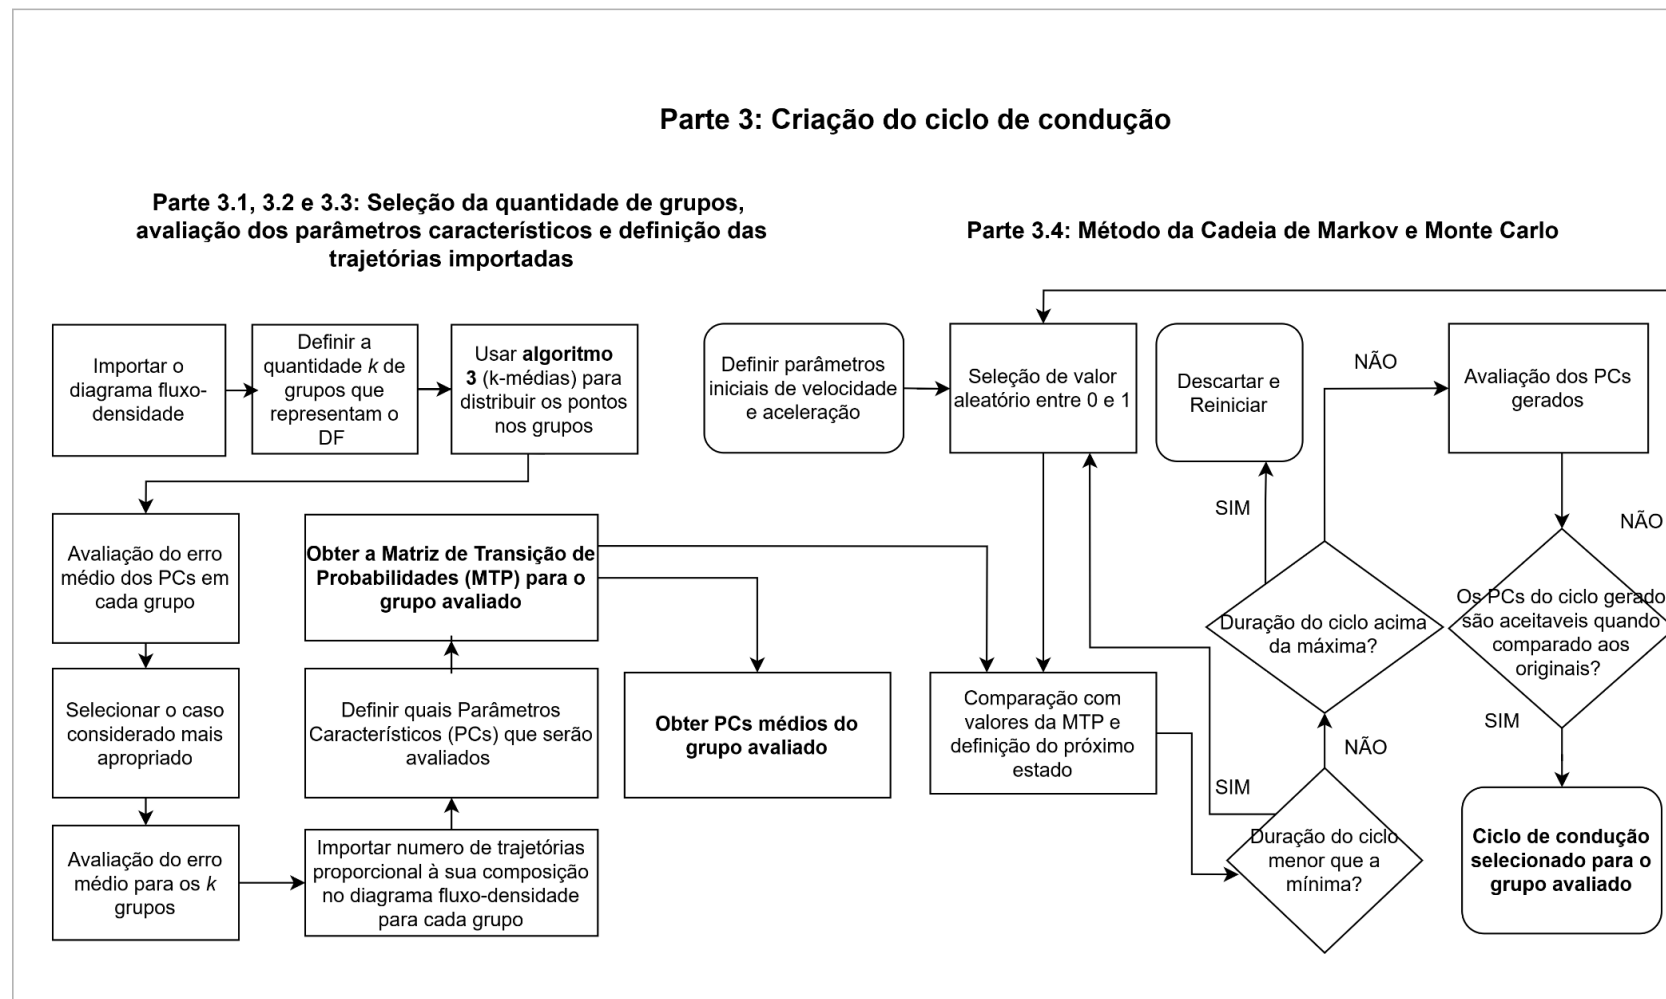 Parte 3: Criação do ciclo de condução
Parte 3.1, 3.2 e 3.3: Seleção da quantidade de grupos,
avaliação dos parâmetros característicos e definição das
trajetórias importadas
Importar o
diagrama fluxo-
densidade
Definir a
quantidade k de
grupos que
representam o
DF
Usar algoritmo
3 (k-médias) para
distribuir os pontos
nos grupos
Avaliação do erro
médio dos PCs em
cada grupo
Selecionar o caso
considerado mais
apropriado
Avaliação do erro
médio para os k
grupos
Importar numero de trajetórias
proporcional à sua composição
no diagrama fluxo-densidade
para cada grupo
Definir quais Parâmetros
Característicos (PCs) que serão
avaliados
Obter a Matriz de Transição de
Probabilidades (MTP) para o
grupo avaliado
Obter PCs médios do
grupo avaliado
Parte 3.4: Método da Cadeia de Markov e Monte Carlo
Definir parâmetros
iniciais de velocidade
e aceleração
Seleção de valor
aleatório entre 0 e 1
Comparação com
valores da MTP e
definição do próximo
estado
Duração do ciclo
menor que a
mínima?
SIM
NÃO
Duração do ciclo acima
da máxima?
SIM
Descartar e
Reiniciar
NÃO
Avaliação dos PCs
gerados
Os PCs do ciclo gerado
são aceitaveis quando
comparado aos
originais?
NÃO
SIM
Ciclo de condução
selecionado para o
grupo avaliado